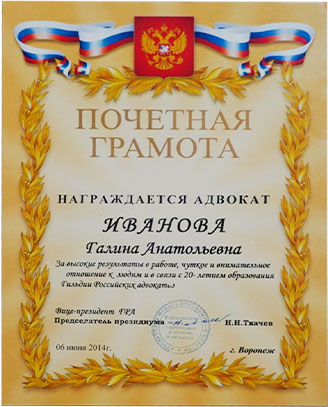 ПОЧЕТНАЯ
ГРАМОТА
НАГРАЖДАЕТСЯ АДВОКАТ
ИВАНОВА
Галина Анатольевна
За высокие результаты в работе, чуткое и внимательное
отношение к людям и в связи с 20- летием образования
Гильдии Российских адвокатов
Вице-президент ГРА
Председатель президиума Н.Н.Ткачев
06 июня 2014г. г. Воронеж